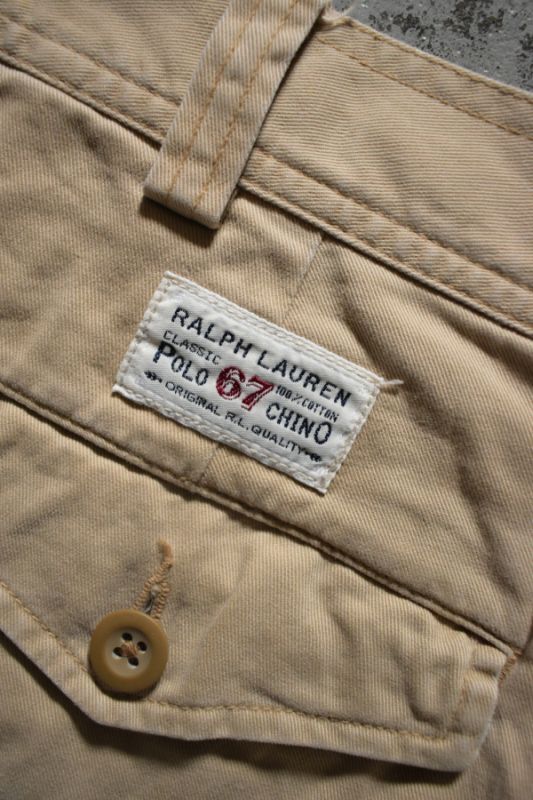 RALPH LAUREN
CLASSIC 100% COTTON
POLO 67 CHINO
ORIGINAL R.L. QUALITY